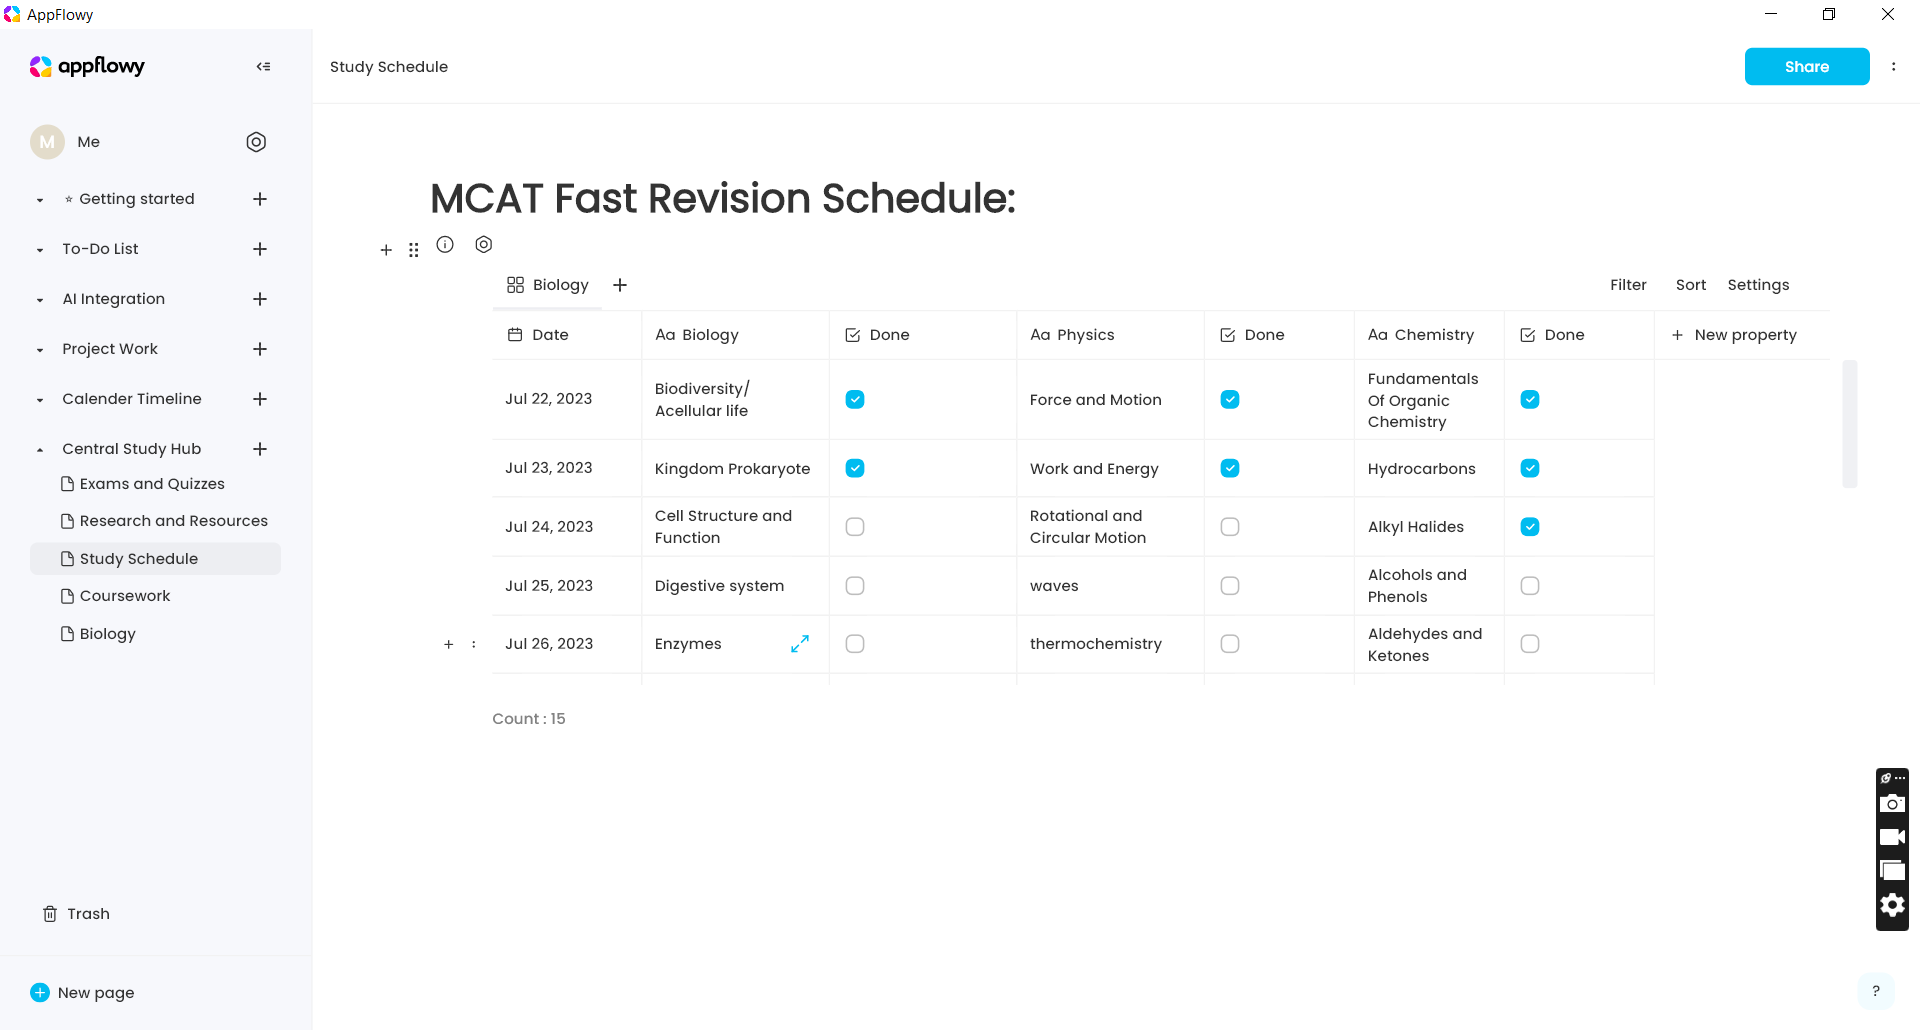 AppFlowy
appflowy
Study Schedule
Share
M Me
Getting started
To-Do List
AI Integration
Project Work
Calender Timeline
Central Study Hub
Exams and Quizzes
Research and Resources
Study Schedule
Coursework
Biology
Trash
New page
MCAT Fast Revision Schedule:
Biology
Filter Sort Settings
Date Aa Biology Done Aa Physics Done Aa Chemistry Done New property
Jul 22, 2023 Biodiversity/ Acellular life Force and Motion Fundamentals Of Organic Chemistry
Jul 23, 2023 Kingdom Prokaryote Work and Energy Hydrocarbons
Jul 24, 2023 Cell Structure and Function Rotational and Circular Motion Alkyl Halides
Jul 25, 2023 Digestive system waves Alcohols and Phenols
Jul 26, 2023 Enzymes thermochemistry Aldehydes and Ketones
Count : 15
?